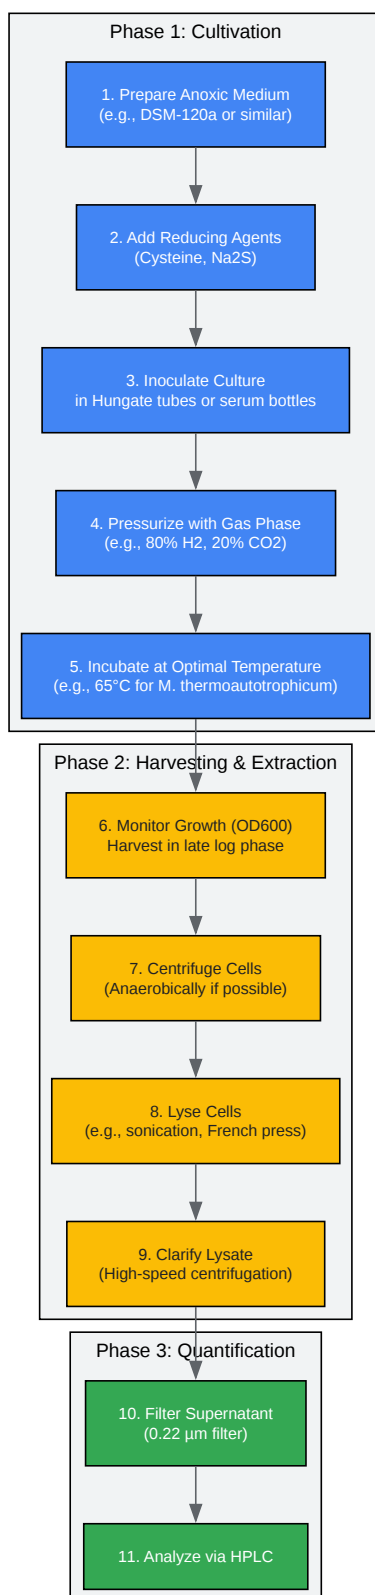 Phase 1: Cultivation
1. Prepare Anoxic Medium
(e.g., DSM-120a or similar)
2. Add Reducing Agents
(Cysteine, Na2S)
3. Inoculate Culture
in Hungate tubes or serum bottles
4. Pressurize with Gas Phase
(e.g., 80% H2, 20% CO2)
5. Incubate at Optimal Temperature
(e.g., 65°C for M. thermoautotrophicum)
Phase 2: Harvesting & Extraction
6. Monitor Growth (OD600)
Harvest in late log phase
7. Centrifuge Cells
(Anaerobically if possible)
8. Lyse Cells
(e.g., sonication, French press)
9. Clarify Lysate
(High-speed centrifugation)
Phase 3: Quantification
10. Filter Supernatant
(0.22 µm filter)
11. Analyze via HPLC